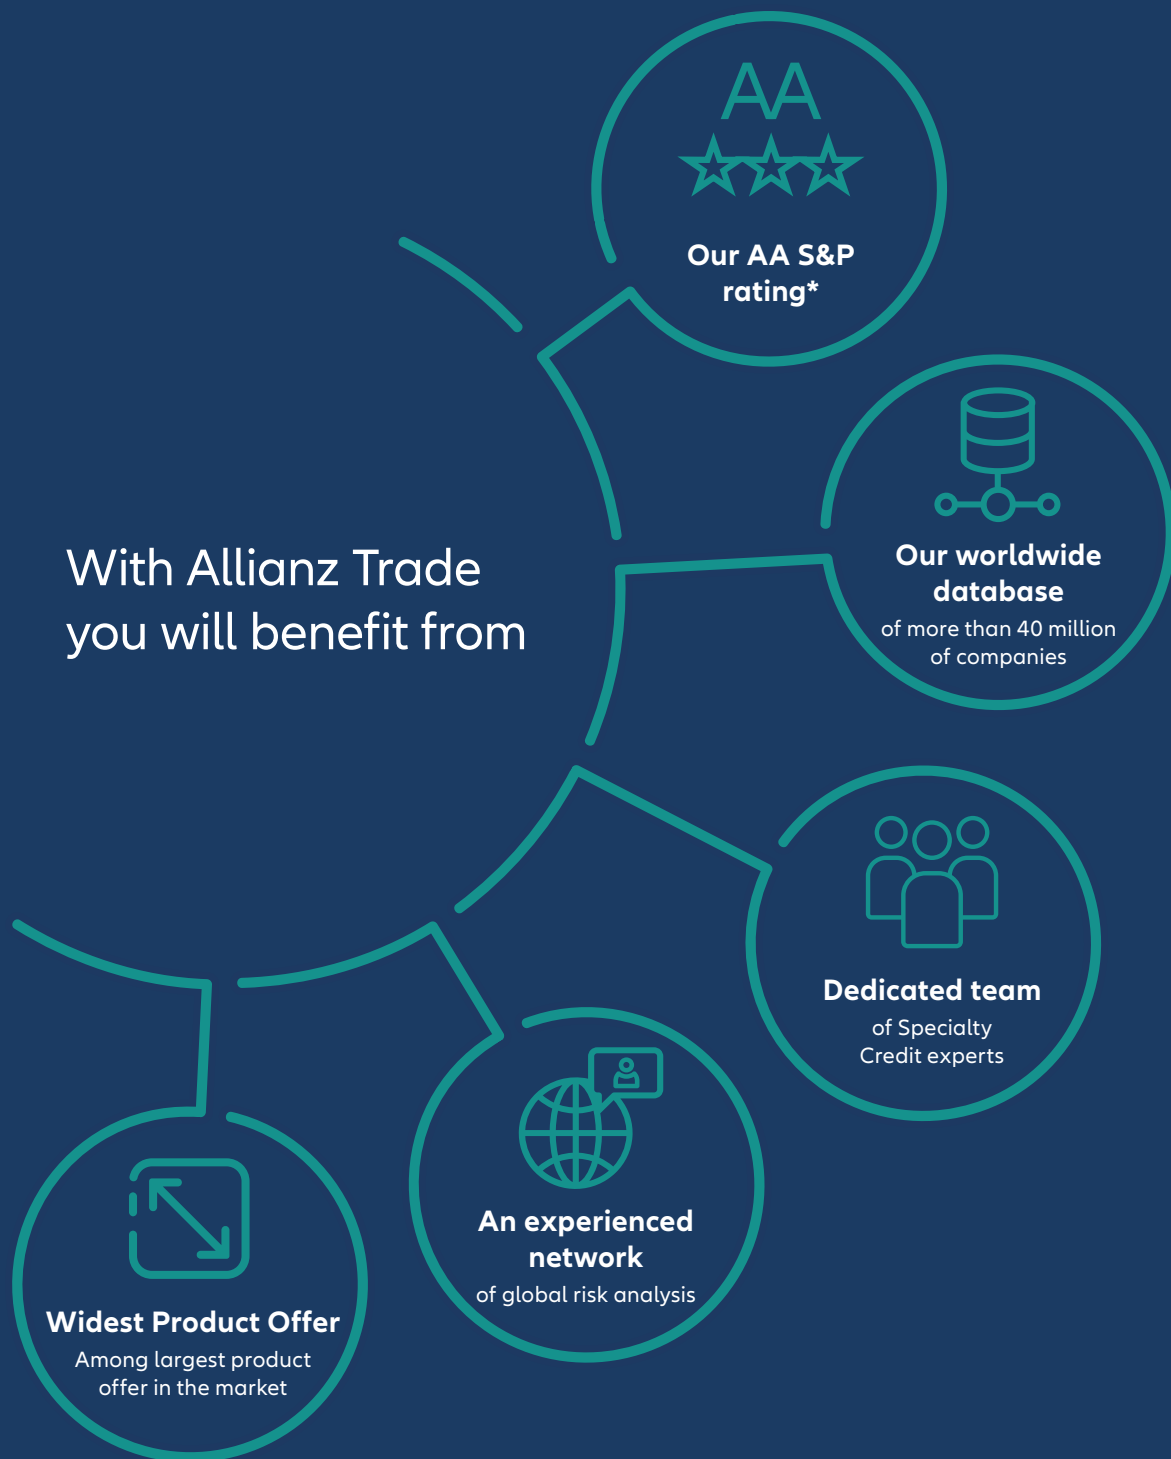 With Allianz Trade
you will benefit from
AA
Our AA S&P
rating*
Our worldwide
database
of more than 40 million
of companies
Dedicated team
of Specialty
Credit experts
An experienced
network
of global risk analysis
Widest Product Offer
Among largest product
offer in the market